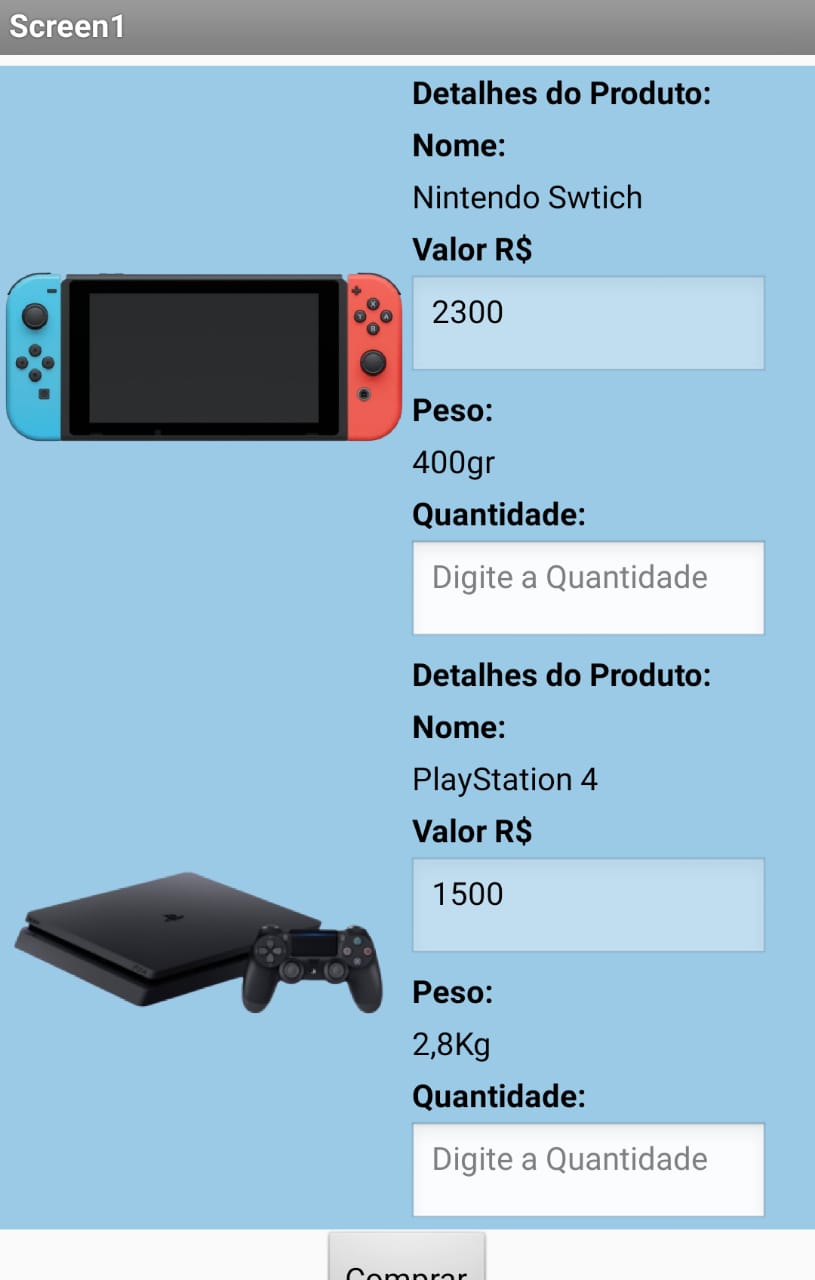 Screen1
Detalhes do Produto:
Nome:
Nintendo Swtich
Valor R$
2300
Peso:
400gr
Quantidade:
Digite a Quantidade
Detalhes do Produto:
Nome:
PlayStation 4
Valor R$
1500
Peso:
2,8Kg
Quantidade:
Digite a Quantidade
Comprar